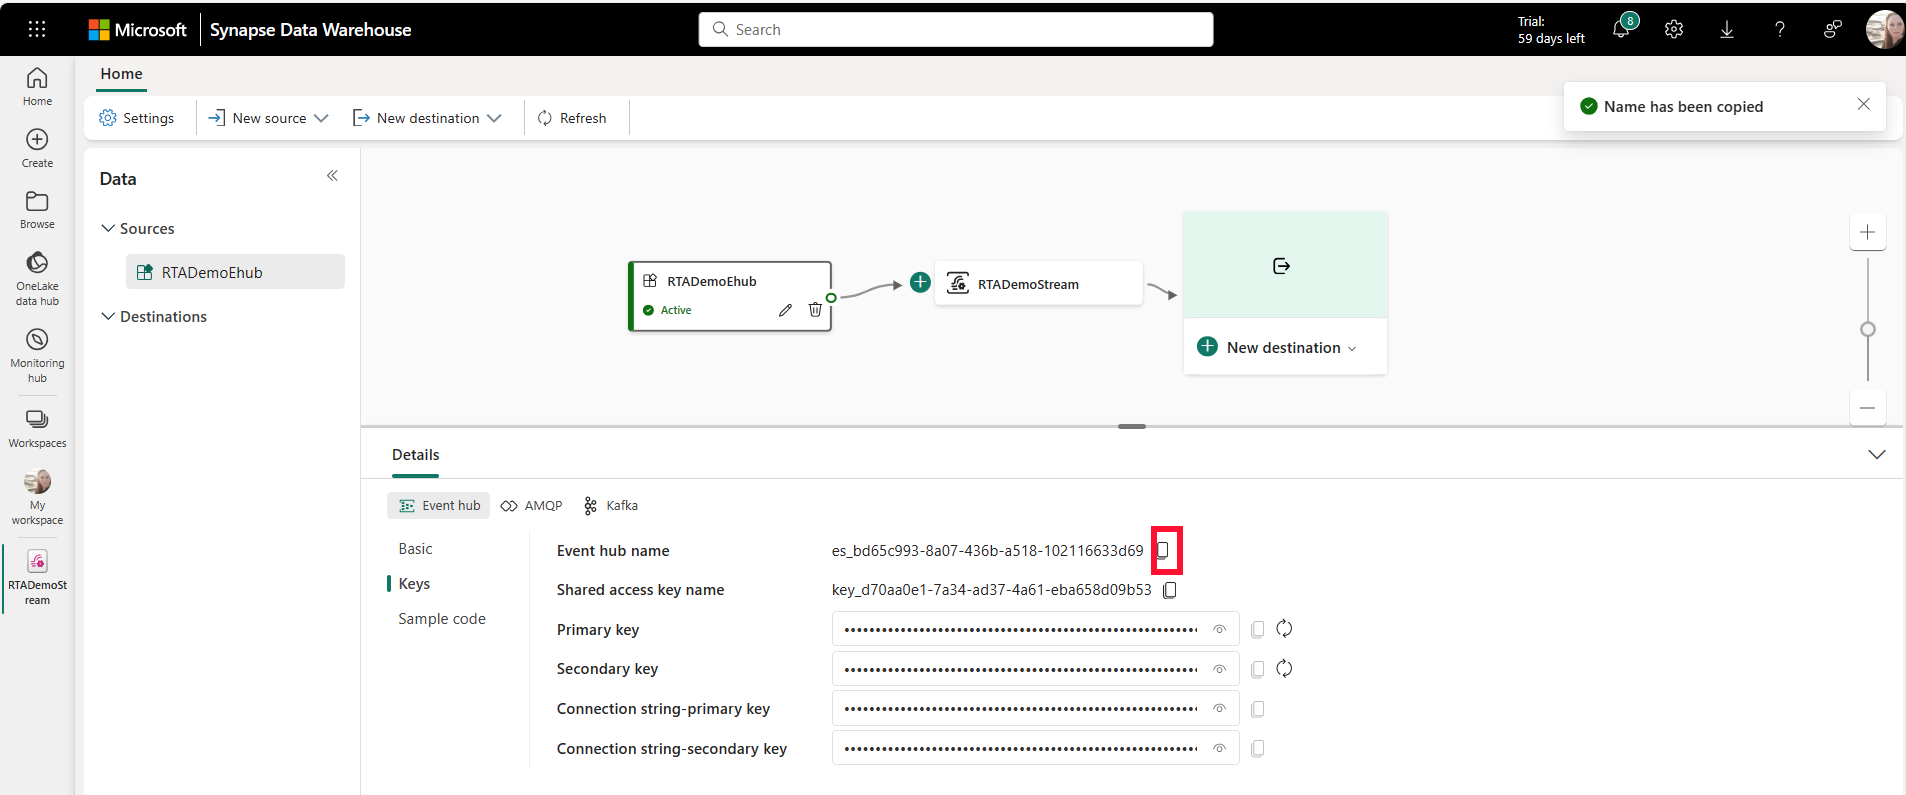 Microsoft
Synapse Data Warehouse
Search
Trial:
59 days left
8
Home
Create
Browse
OneLake
data hub
Monitoring
hub
Workspaces
My
workspace
RTADemoSt
ream
Home
Settings
New source
New destination
Refresh
Name has been copied
Data
Sources
RTADemoEhub
Destinations
RTADemoEhub
Active
RTADemoStream
New destination
Details
Event hub
AMQP
Kafka
Basic
Keys
Sample code
Event hub name es_bd65c993-8a07-436b-a518-102116633d69
Shared access key name key_d70aa0e1-7a34-ad37-4a61-eba658d09b53
Primary key
Secondary key
Connection string-primary key
Connection string-secondary key